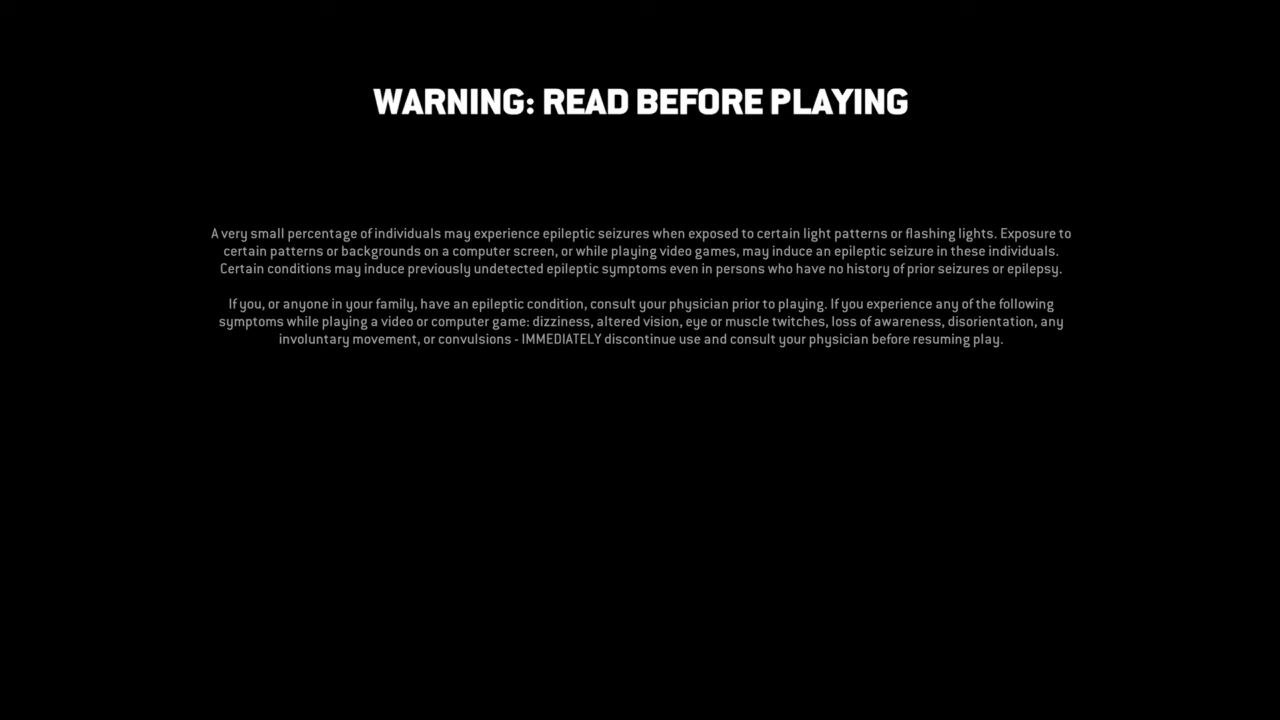 WARNING: READ BEFORE PLAYING
A very small percentage of individuals may experience epileptic seizures when exposed to certain light patterns or flashing lights. Exposure to
certain patterns or backgrounds on a computer screen, or while playing video games, may induce an epileptic seizure in these individuals.
Certain conditions may induce previously undetected epileptic symptoms even in persons who have no history of prior seizures or epilepsy.
If you, or anyone in your family, have an epileptic condition, consult your physician prior to playing. If you experience any of the following
symptoms while playing a video or computer game: dizziness, altered vision, eye or muscle twitches, loss of awareness, disorientation, any
involuntary movement, or convulsions - IMMEDIATELY discontinue use and consult your physician before resuming play.